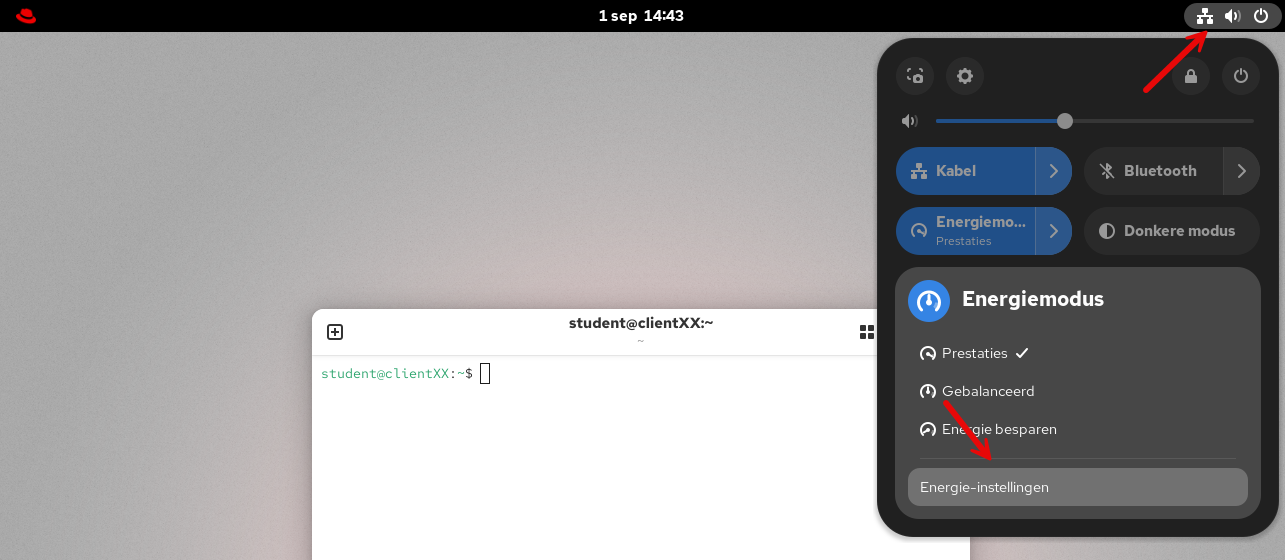 1 sep 14:43
Kabel
Bluetooth
Energiemo...
Prestaties
Donkere modus
Energiemodus
Prestaties
Gebalanceerd
Energie besparen
Energie-instellingen
student@clientXX:~
~
student@clientXX:~$